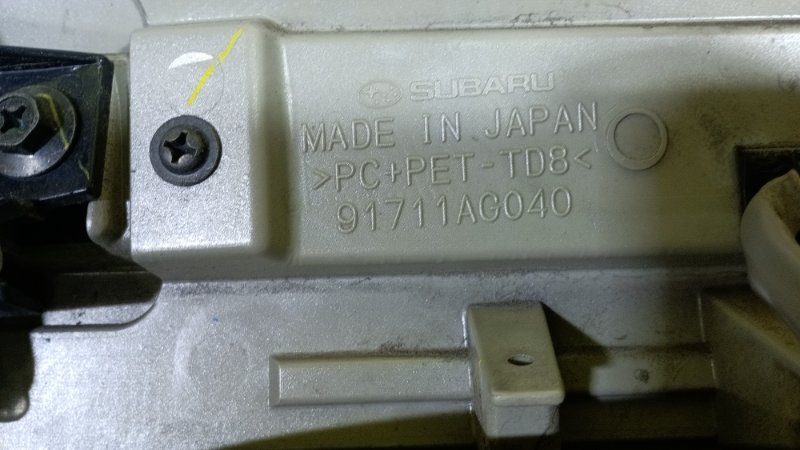 SUBARU
MADE IN JAPAN
>PC+PET-TD8<
91711AG040